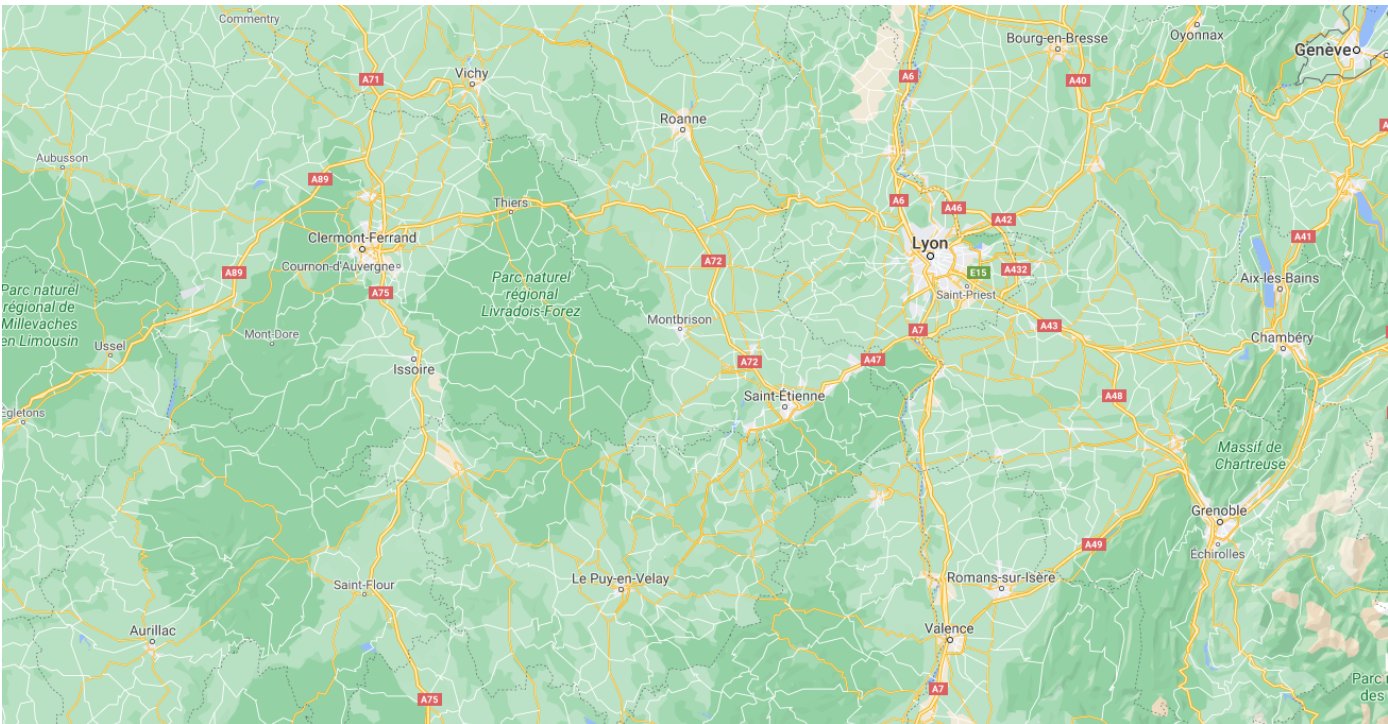 Commentry
Bourg-en-Bresse
Oyonnax
Genève
A71
Vichy
A6
A40
Roanne
Aubusson
A89
Thiers
A6
A46
A42
Clermont-Ferrand
Lyon
A41
Cournon-d'Auvergne
A89
A72
E15
A432
Aix-les-Bains
Parc naturel
régional
Livradois-Forez
Parc naturel
régional de
Millevaches
en Limousin
A75
Saint-Priest
Montbrison
A7
A43
Mont-Dore
Ussel
Chambéry
Issoire
A72
A47
Saint-Étienne
A48
Egletons
Massif de
Chartreuse
Grenoble
Échirolles
A49
Saint-Flour
Le Puy-en-Velay
Romans-sur-Isère
Aurillac
Valence
A75
A7
Parc
des